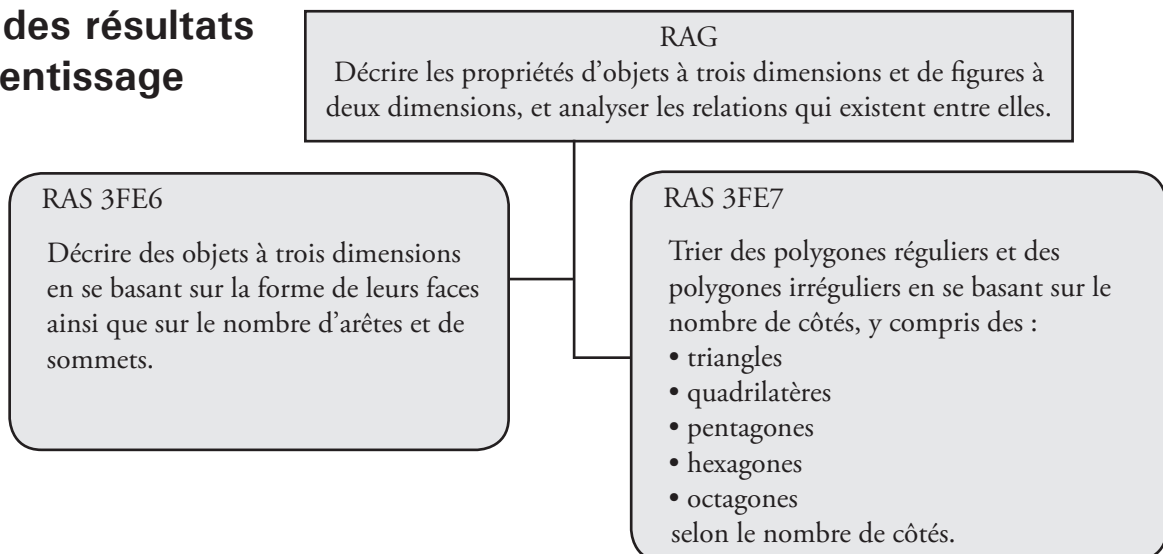 des résultats
entissage
RAG
Décrire les propriétés d’objets à trois dimensions et de figures à
deux dimensions, et analyser les relations qui existent entre elles.
RAS 3FE6
Décrire des objets à trois dimensions
en se basant sur la forme de leurs faces
ainsi que sur le nombre d’arêtes et de
sommets.
RAS 3FE7
Trier des polygones réguliers et des
polygones irréguliers en se basant sur le
nombre de côtés, y compris des :
• triangles
• quadrilatères
• pentagones
• hexagones
• octagones
selon le nombre de côtés.